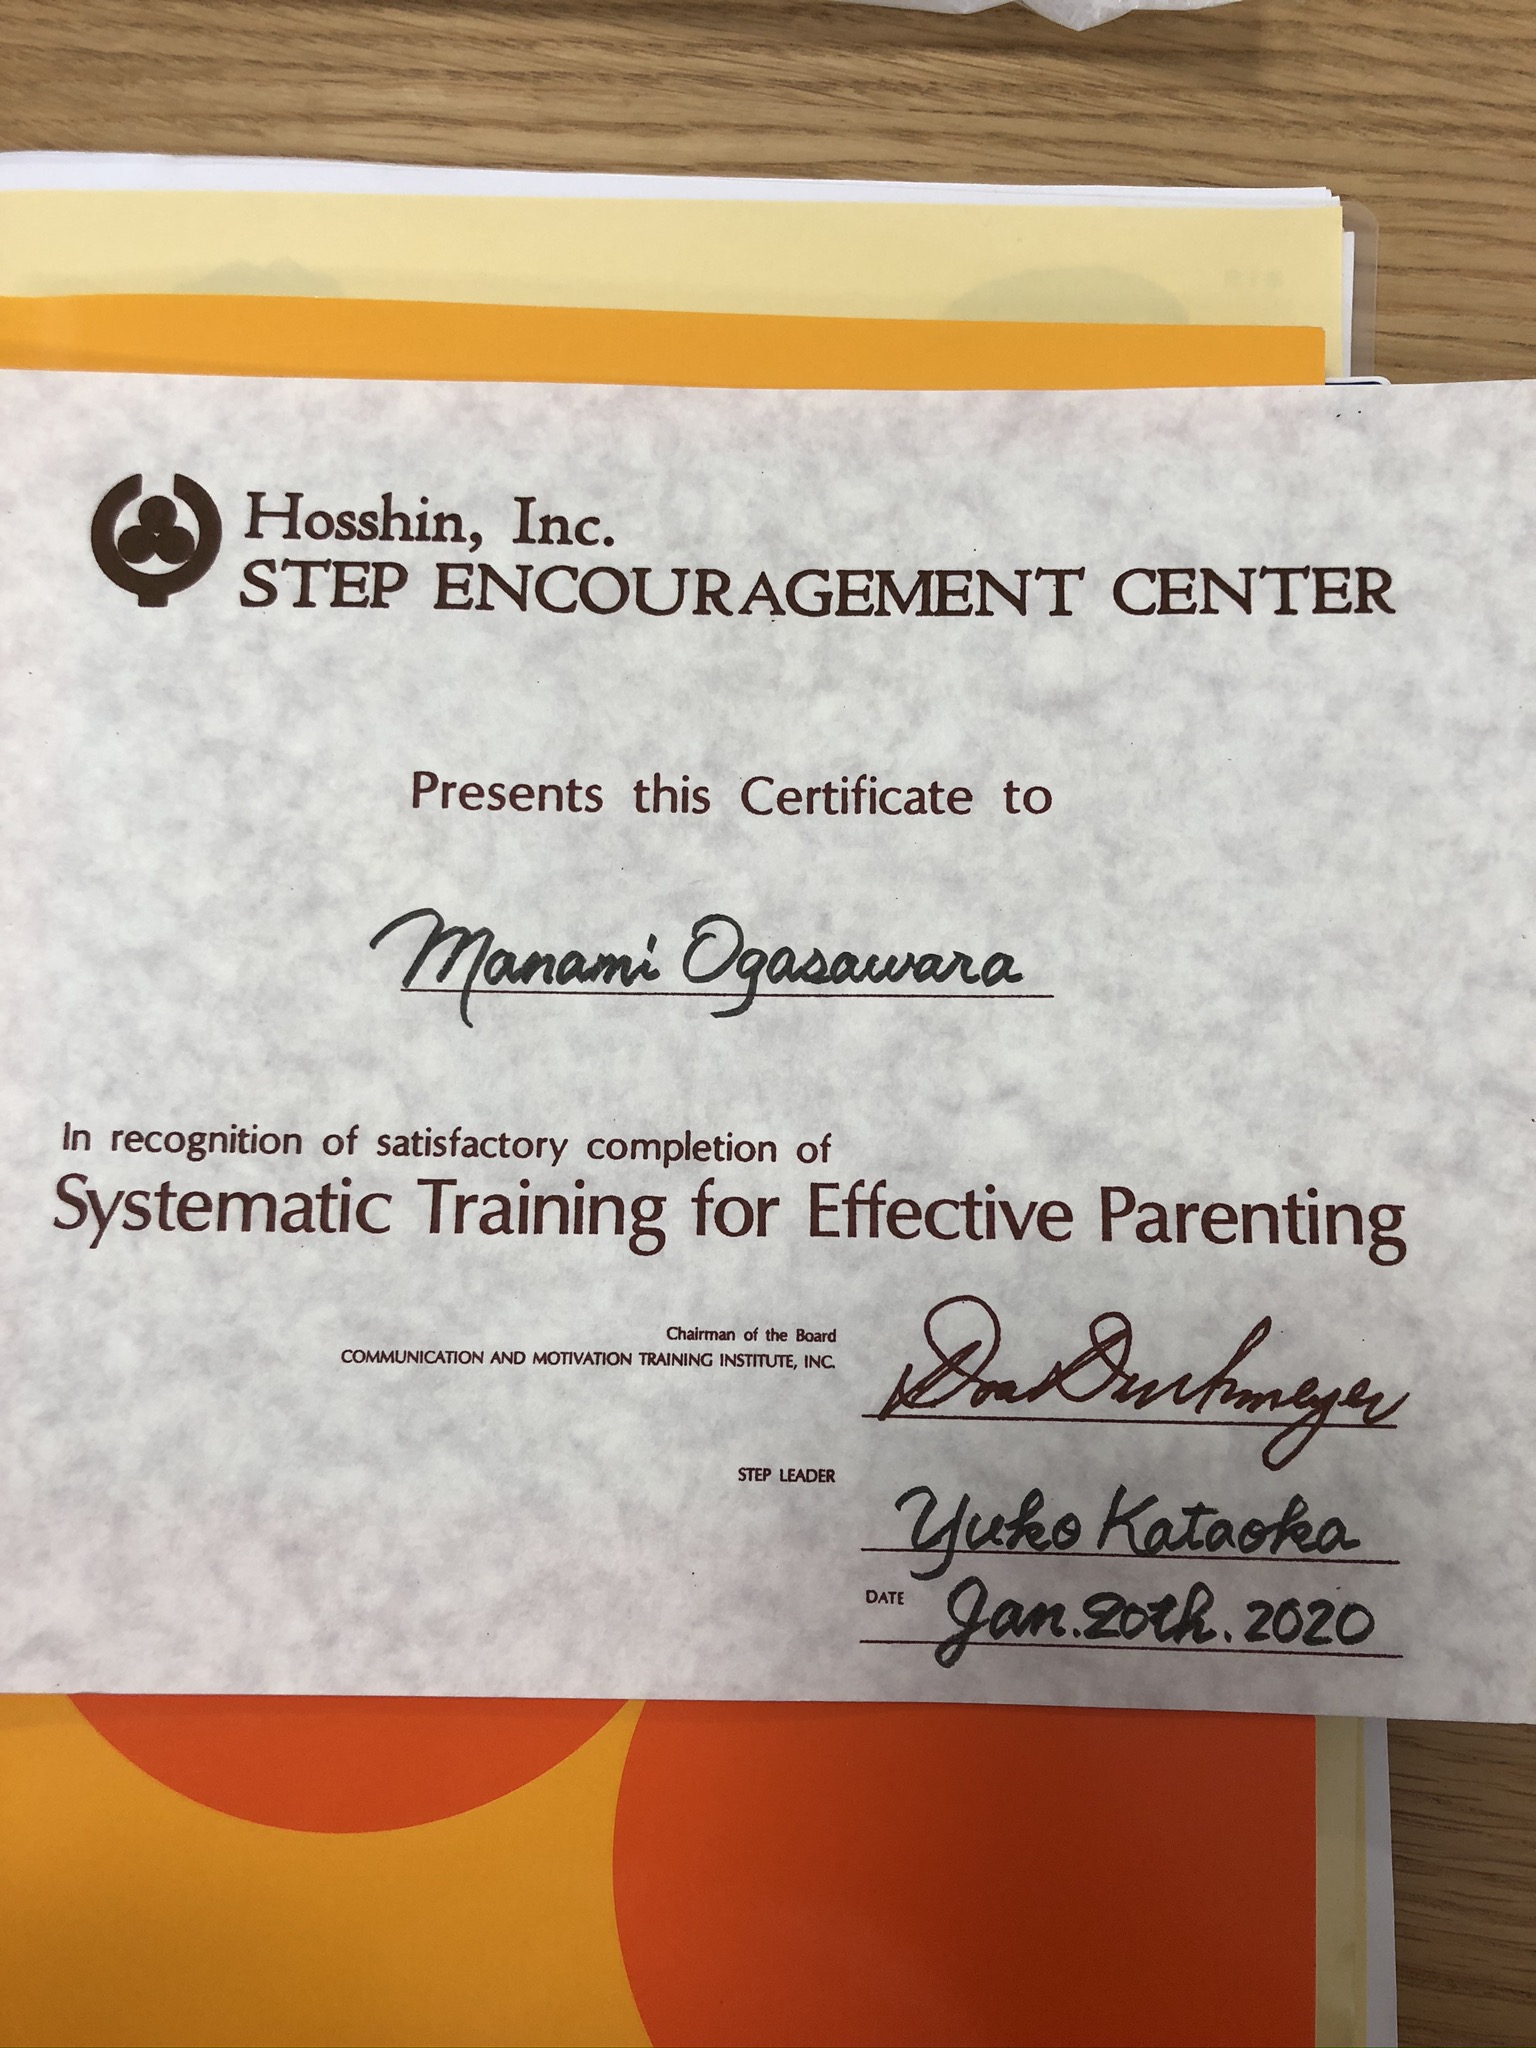 Hosshin, Inc.
STEP ENCOURAGEMENT CENTER
Presents this Certificate to
Manami Ogasawara
In recognition of satisfactory completion of
Systematic Training for Effective Parenting
Chairman of the Board
COMMUNICATION AND MOTIVATION TRAINING INSTITUTE, INC.
Don Dinkmeyer
STEP LEADER
Yuko Kataoka
DATE Jan.20th.2020